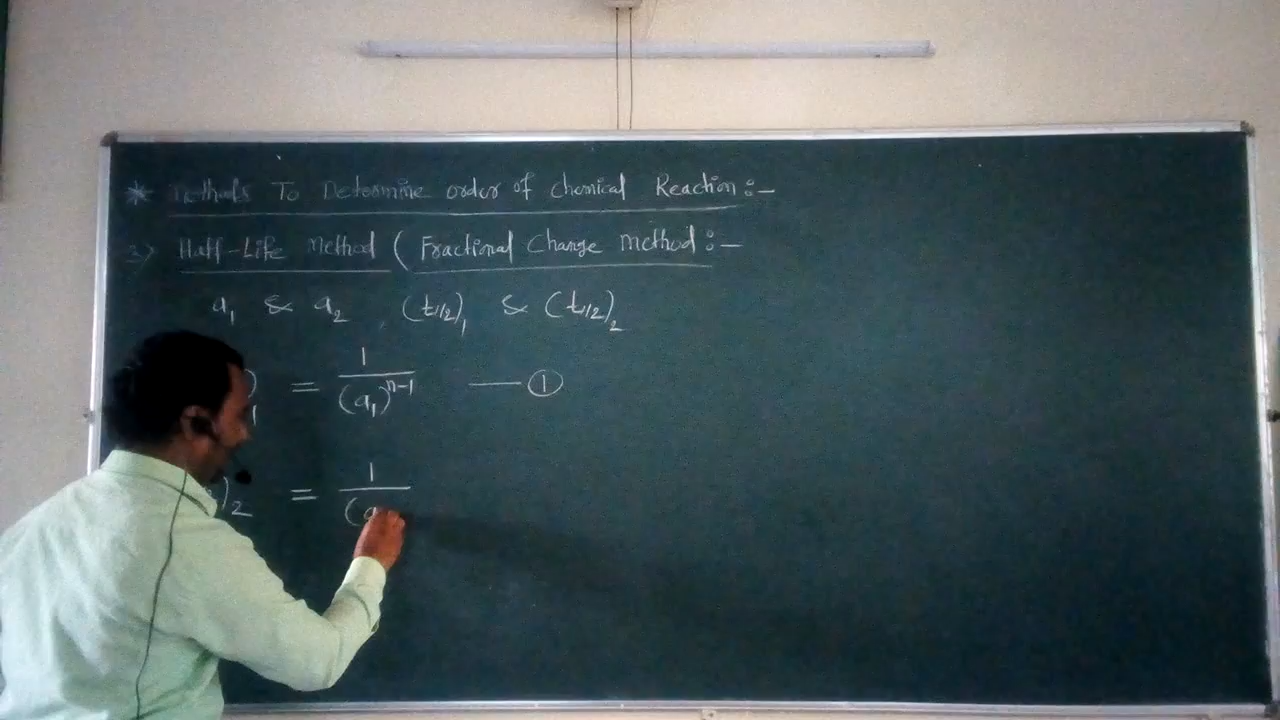 * Methods To Determine order of Chemical Reaction :-
3) Half-Life Method ( Fractional Change Method :-
a₁ & a₂ , (t1/2)₁ & (t1/2)₂
)₁ = 1/(a₁)ⁿ⁻¹ —— ①
)₂ = 1/(a